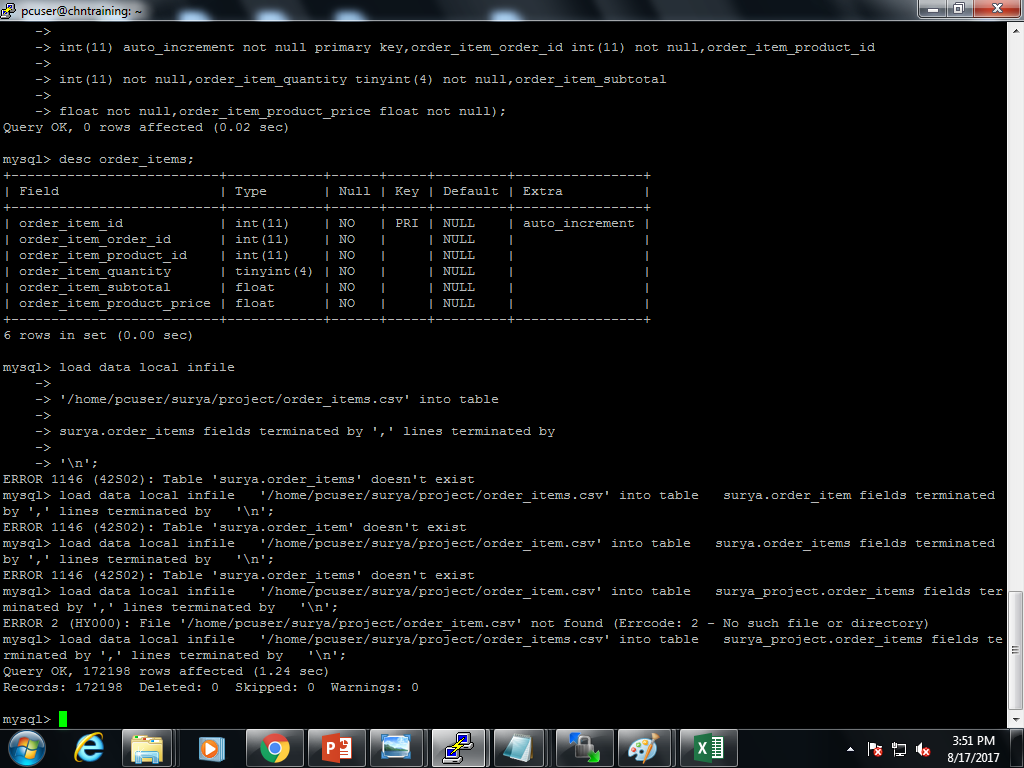 pcuser@chntraining: ~
->
-> int(11) auto_increment not null primary key,order_item_order_id int(11) not null,order_item_product_id
->
-> int(11) not null,order_item_quantity tinyint(4) not null,order_item_subtotal
->
-> float not null,order_item_product_price float not null);
Query OK, 0 rows affected (0.02 sec)
mysql> desc order_items;
+--------------------------+------------+------+-----+---------+----------------+
| Field                    | Type       | Null | Key | Default | Extra          |
+--------------------------+------------+------+-----+---------+----------------+
| order_item_id            | int(11)    | NO   | PRI | NULL    | auto_increment |
| order_item_order_id      | int(11)    | NO   |     | NULL    |                |
| order_item_product_id    | int(11)    | NO   |     | NULL    |                |
| order_item_quantity      | tinyint(4) | NO   |     | NULL    |                |
| order_item_subtotal      | float      | NO   |     | NULL    |                |
| order_item_product_price | float      | NO   |     | NULL    |                |
+--------------------------+------------+------+-----+---------+----------------+
6 rows in set (0.00 sec)
mysql> load data local infile
->
-> '/home/pcuser/surya/project/order_items.csv' into table
->
-> surya.order_items fields terminated by ',' lines terminated by
->
-> '\n';
ERROR 1146 (42S02): Table 'surya.order_items' doesn't exist
mysql> load data local infile   '/home/pcuser/surya/project/order_items.csv' into table   surya.order_item fields terminated
by ',' lines terminated by   '\n';
ERROR 1146 (42S02): Table 'surya.order_item' doesn't exist
mysql> load data local infile   '/home/pcuser/surya/project/order_item.csv' into table   surya.order_items fields terminated
by ',' lines terminated by   '\n';
ERROR 1146 (42S02): Table 'surya.order_items' doesn't exist
mysql> load data local infile   '/home/pcuser/surya/project/order_item.csv' into table   surya_project.order_items fields ter
minated by ',' lines terminated by   '\n';
ERROR 2 (HY000): File '/home/pcuser/surya/project/order_item.csv' not found (Errcode: 2 - No such file or directory)
mysql> load data local infile   '/home/pcuser/surya/project/order_items.csv' into table   surya_project.order_items fields te
rminated by ',' lines terminated by   '\n';
Query OK, 172198 rows affected (1.24 sec)
Records: 172198  Deleted: 0  Skipped: 0  Warnings: 0
mysql>
3:51 PM
8/17/2017